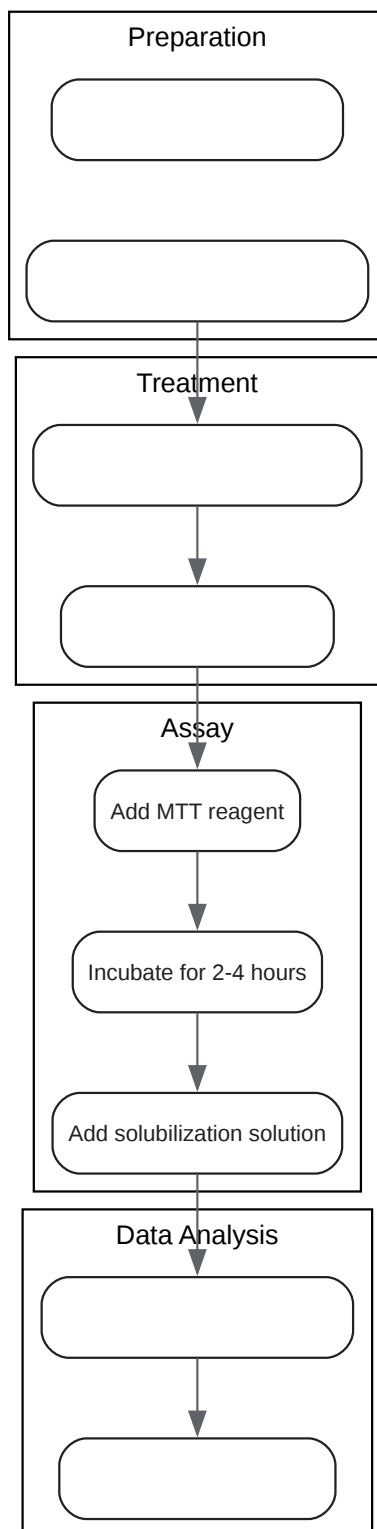 Preparation
Treatment
Assay
Add MTT reagent
Incubate for 2-4 hours
Add solubilization solution
Data Analysis